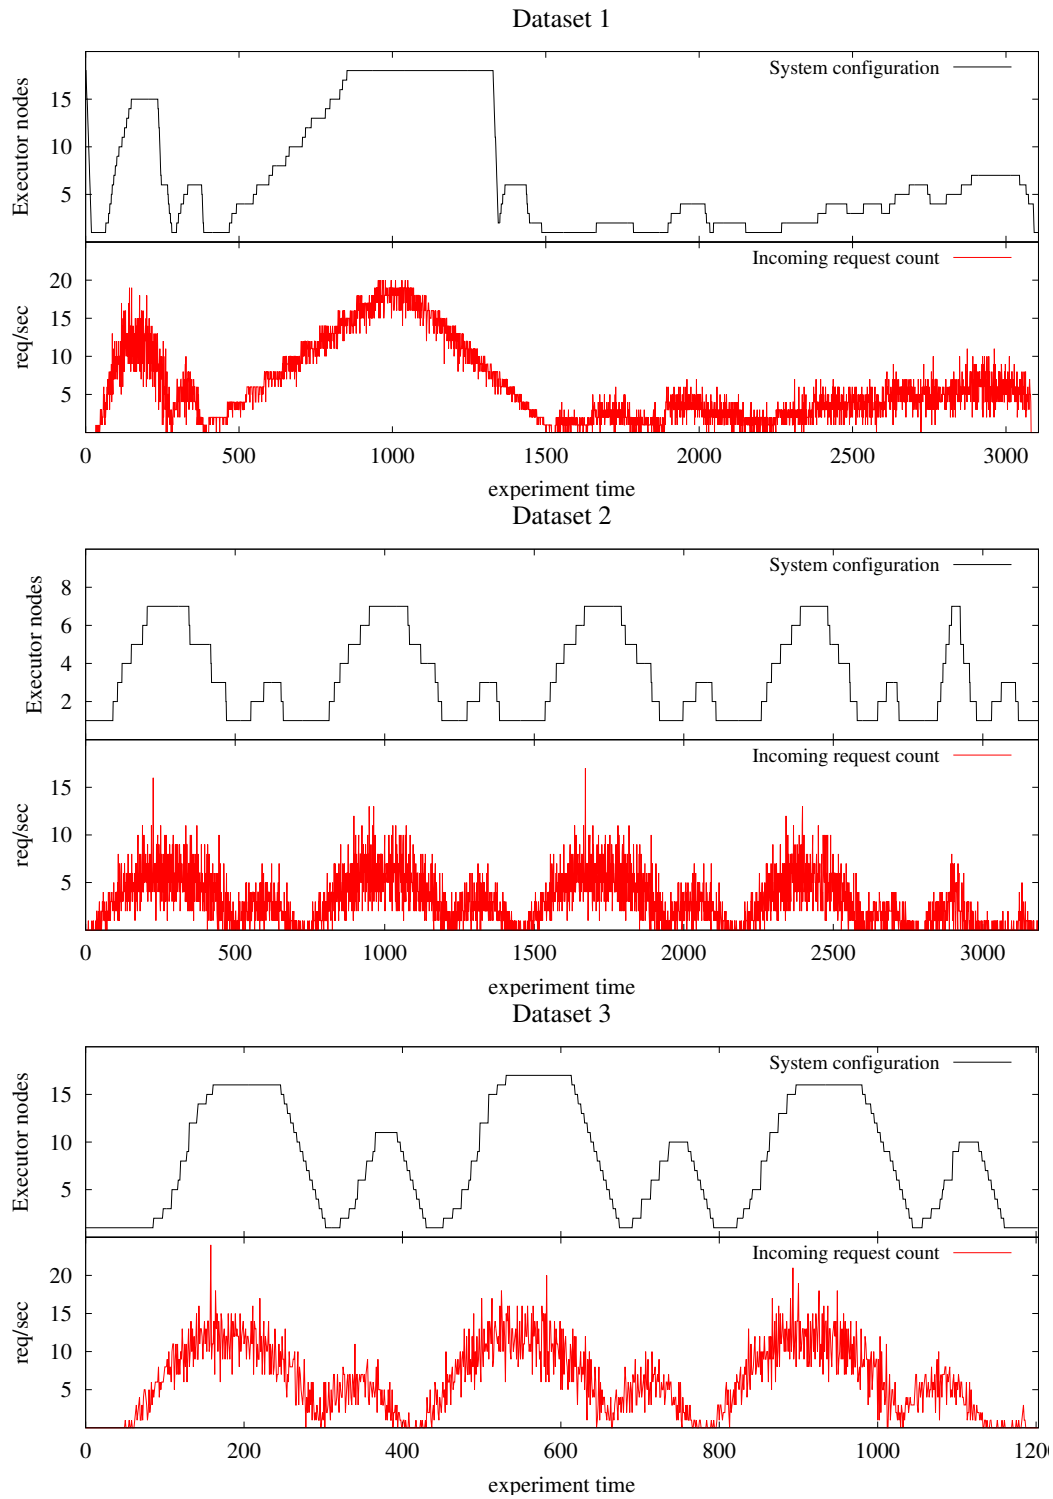 Dataset 1
System configuration
Executor nodes
15
10
5
Incoming request count
req/sec
20
15
10
5
0 500 1000 1500 2000 2500 3000
experiment time
Dataset 2
System configuration
Executor nodes
8
6
4
2
Incoming request count
req/sec
15
10
5
0 500 1000 1500 2000 2500 3000
experiment time
Dataset 3
System configuration
Executor nodes
15
10
5
Incoming request count
req/sec
20
15
10
5
0 200 400 600 800 1000 120
experiment time